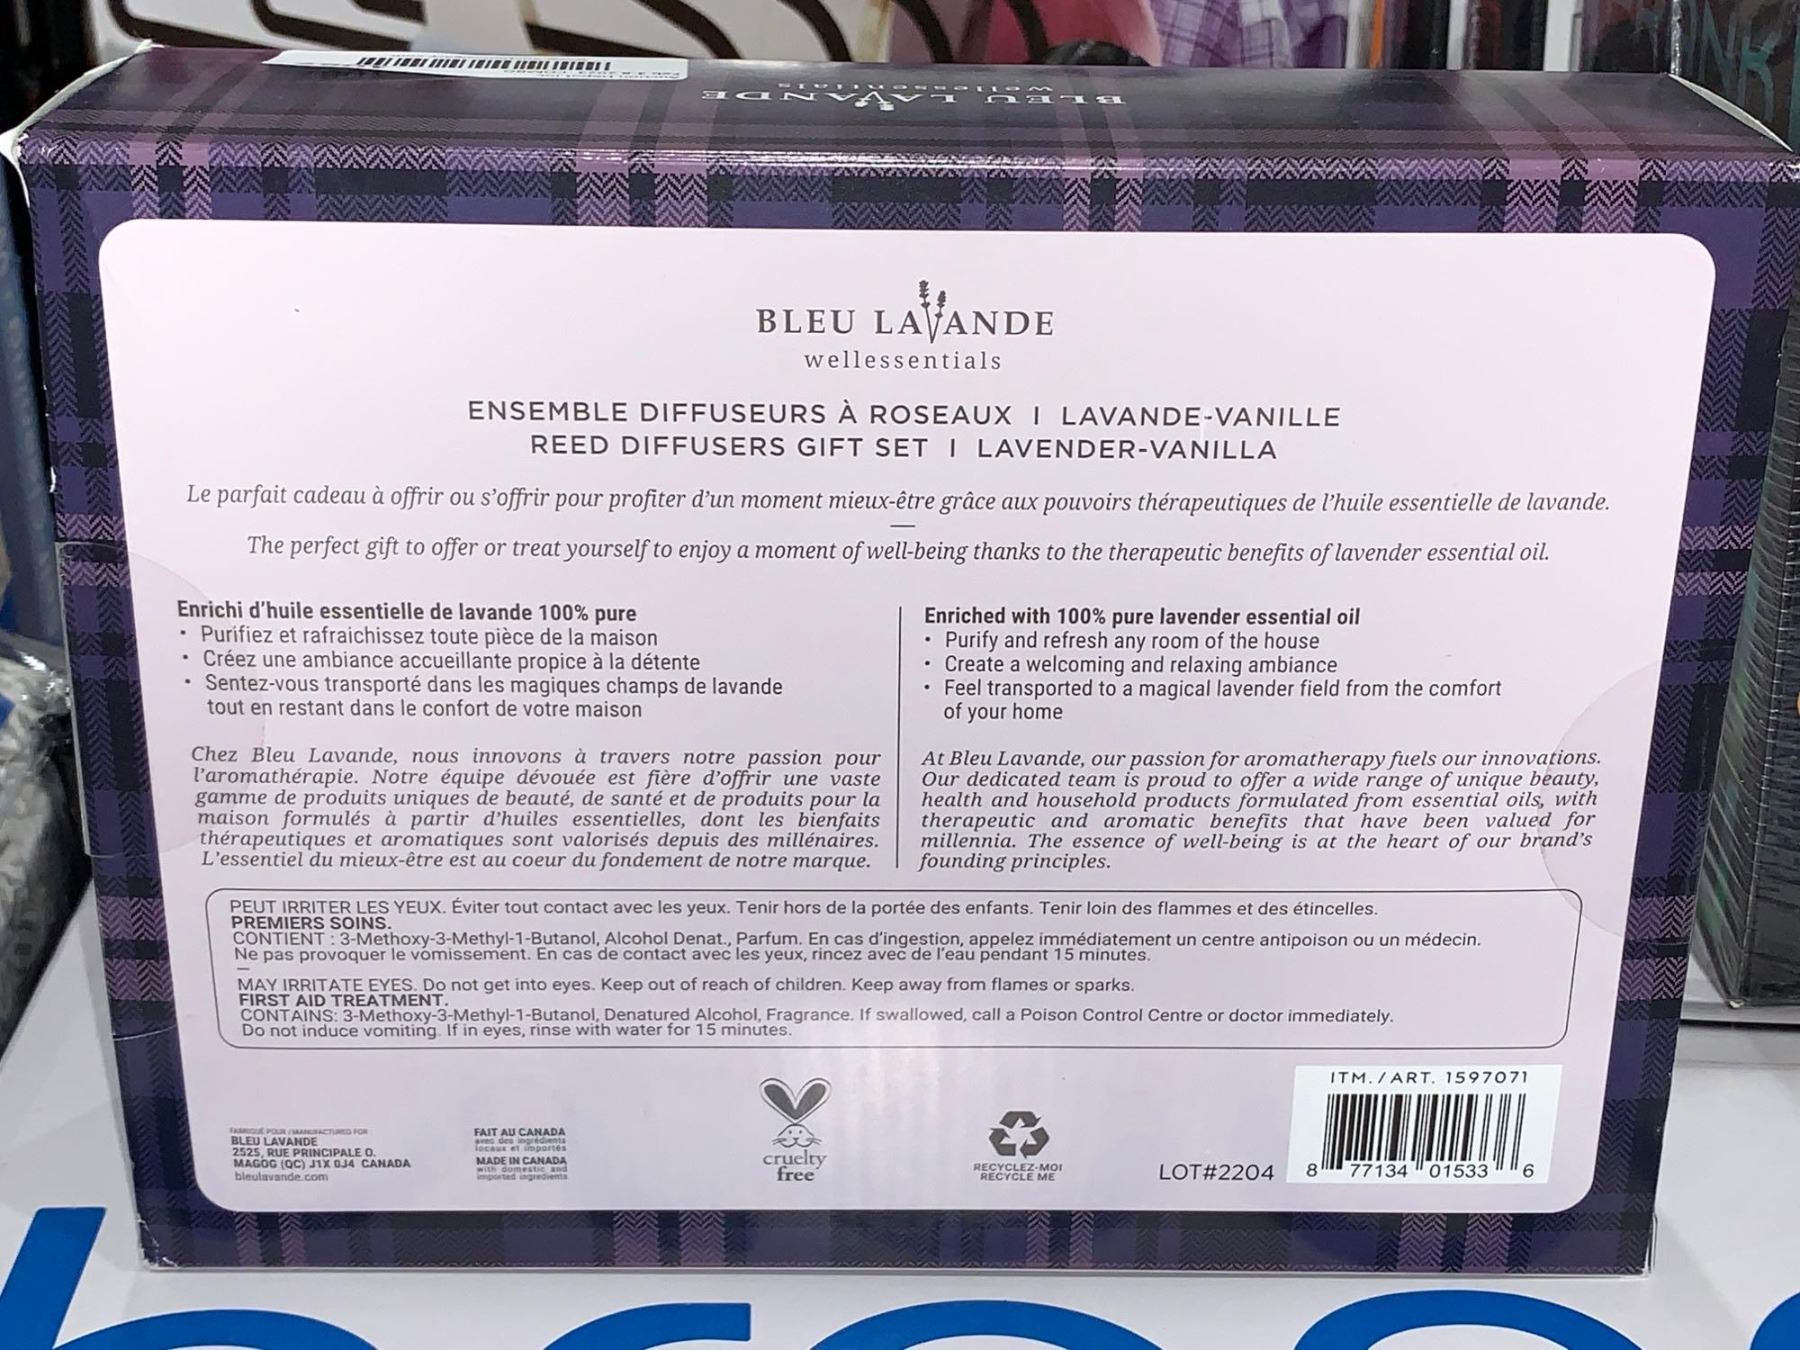 BLEU LAVANDE
wellessentials
BLEU LAVANDE
wellessentials
ENSEMBLE DIFFUSEURS À ROSEAUX I LAVANDE-VANILLE
REED DIFFUSERS GIFT SET I LAVENDER-VANILLA
Le parfait cadeau à offrir ou s'offrir pour profiter d'un moment mieux-être grâce aux pouvoirs thérapeutiques de l'huile essentielle de lavande.
The perfect gift to offer or treat yourself to enjoy a moment of well-being thanks to the therapeutic benefits of lavender essential oil.
Enrichi d'huile essentielle de lavande 100% pure
• Purifiez et rafraichissez toute pièce de la maison
• Créez une ambiance accueillante propice à la détente
• Sentez-vous transporté dans les magiques champs de lavande
tout en restant dans le confort de votre maison
Chez Bleu Lavande, nous innovons à travers notre passion pour
l'aromathérapie. Notre équipe dévouée est fière d'offrir une vaste
gamme de produits uniques de beauté, de santé et de produits pour la
maison formulés à partir d'huiles essentielles, dont les bienfaits
thérapeutiques et aromatiques sont valorisés depuis des millénaires.
L'essentiel du mieux-être est au coeur du fondement de notre marque.
Enriched with 100% pure lavender essential oil
• Purify and refresh any room of the house
• Create a welcoming and relaxing ambiance
• Feel transported to a magical lavender field from the comfort
of your home
At Bleu Lavande, our passion for aromatherapy fuels our innovations.
Our dedicated team is proud to offer a wide range of unique beauty,
health and household products formulated from essential oils, with
therapeutic and aromatic benefits that have been valued for
millennia. The essence of well-being is at the heart of our brand's
founding principles.
PEUT IRRITER LES YEUX. Éviter tout contact avec les yeux. Tenir hors de la portée des enfants. Tenir loin des flammes et des étincelles.
PREMIERS SOINS.
CONTIENT : 3-Methoxy-3-Methyl-1-Butanol, Alcohol Denat., Parfum. En cas d'ingestion, appelez immédiatement un centre antipoison ou un médecin.
Ne pas provoquer le vomissement. En cas de contact avec les yeux, rincez avec de l'eau pendant 15 minutes.
MAY IRRITATE EYES. Do not get into eyes. Keep out of reach of children. Keep away from flames or sparks.
FIRST AID TREATMENT.
CONTAINS: 3-Methoxy-3-Methyl-1-Butanol, Denatured Alcohol, Fragrance. If swallowed, call a Poison Control Centre or doctor immediately.
Do not induce vomiting. If in eyes, rinse with water for 15 minutes.
FABRIQUÉ POUR / MANUFACTURED FOR
BLEU LAVANDE
2525, RUE PRINCIPALE O.
MAGOG (QC) J1X 0J4 CANADA
bleulavande.com
FAIT AU CANADA
avec des ingrédients
locaux et importés
MADE IN CANADA
with domestic and
imported ingredients
cruelty
free
RECYCLEZ-MOI
RECYCLE ME
LOT#2204
ITM. / ART. 1597071
8 77134 01533 6